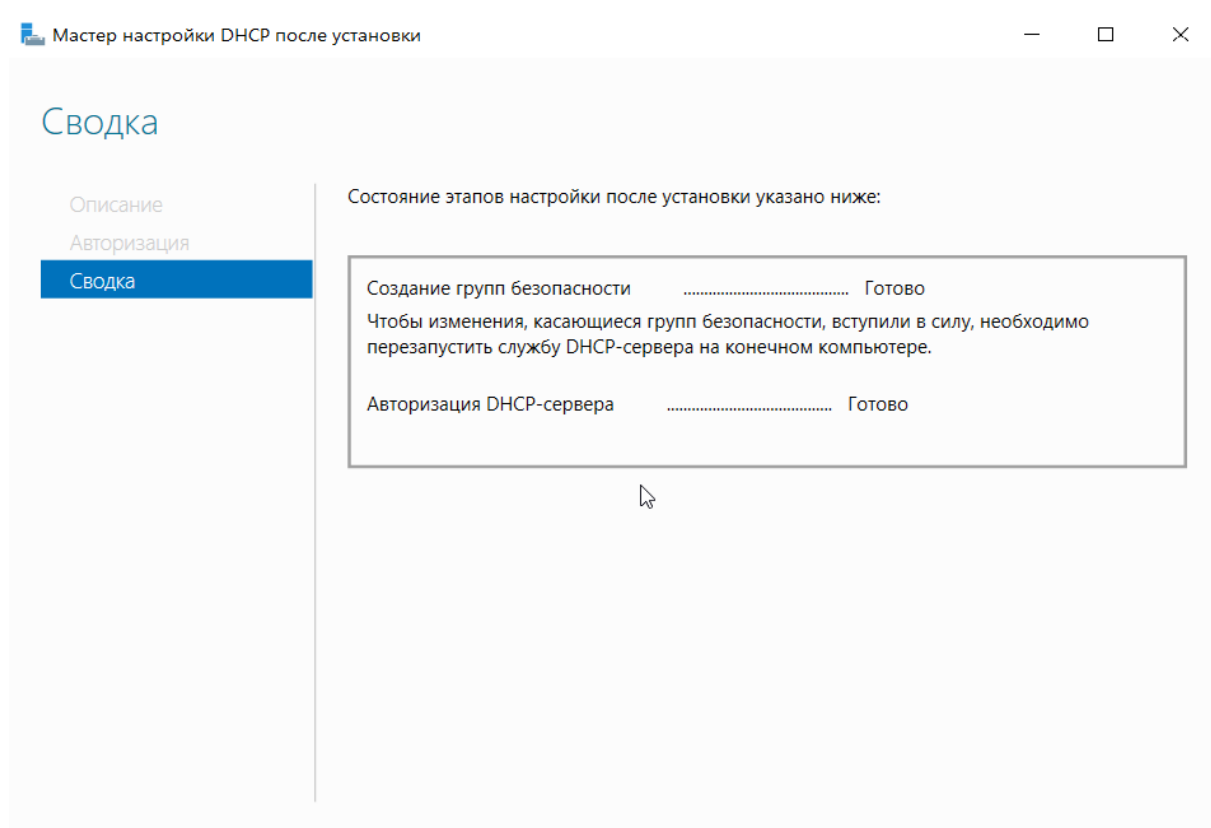 Мастер настройки DHCP после установки
Сводка
Описание
Авторизация
Сводка
Состояние этапов настройки после установки указано ниже:
Создание групп безопасности ........................................ Готово
Чтобы изменения, касающиеся групп безопасности, вступили в силу, необходимо
перезапустить службу DHCP-сервера на конечном компьютере.
Авторизация DHCP-сервера ........................................ Готово